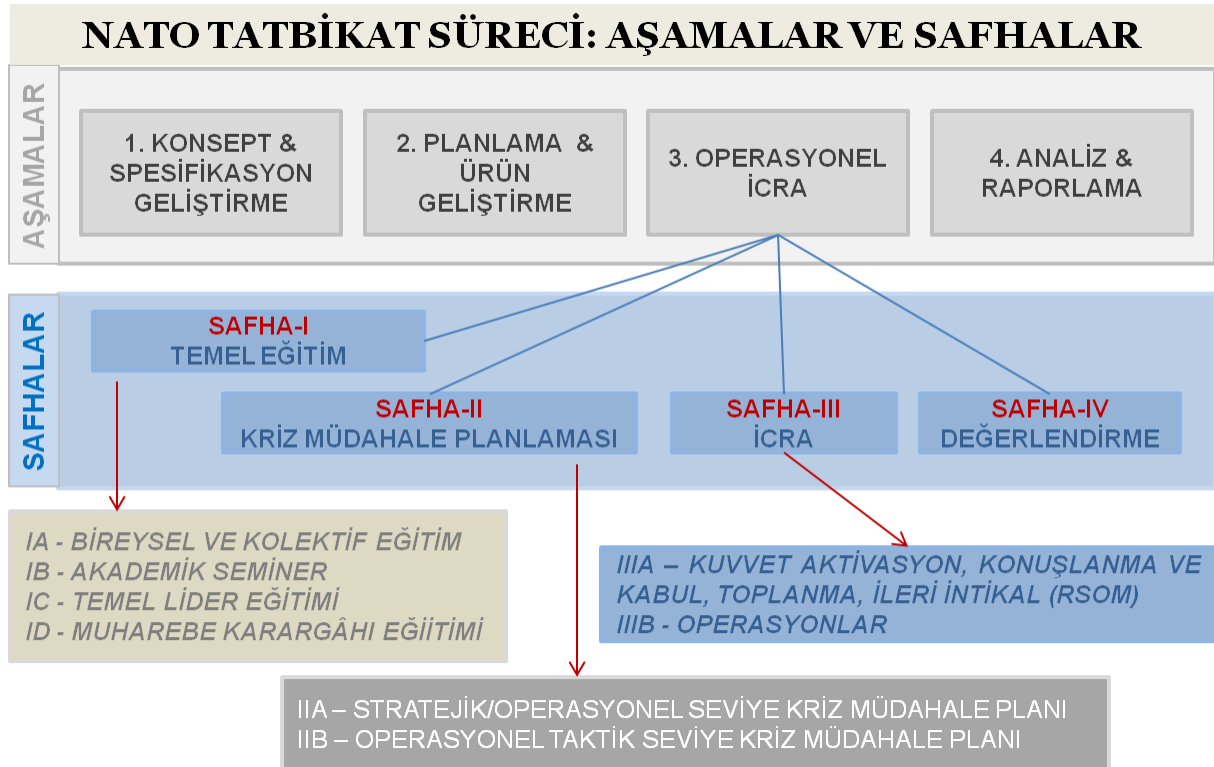 NATO TATBİKAT SÜRECİ: AŞAMALAR VE SAFHALAR
AŞAMALAR
1. KONSEPT &
SPESİFİKASYON
GELİŞTİRME
2. PLANLAMA &
ÜRÜN
GELİŞTİRME
3. OPERASYONEL
İCRA
4. ANALİZ &
RAPORLAMA
SAFHALAR
SAFHA-I
TEMEL EĞİTİM
SAFHA-II
KRİZ MÜDAHALE PLANLAMASI
SAFHA-III
İCRA
SAFHA-IV
DEĞERLENDİRME
IA - BİREYSEL VE KOLEKTİF EĞİTİM
IB - AKADEMİK SEMİNER
IC - TEMEL LİDER EĞİTİMİ
ID - MUHAREBE KARARGÂHI EĞİİTİMİ
IIIA – KUVVET AKTİVASYON, KONUŞLANMA VE
KABUL, TOPLANMA, İLERİ İNTİKAL (RSOM)
IIIB - OPERASYONLAR
IIA – STRATEJİK/OPERASYONEL SEVİYE KRİZ MÜDAHALE PLANI
IIB – OPERASYONEL TAKTİK SEVİYE KRİZ MÜDAHALE PLANI